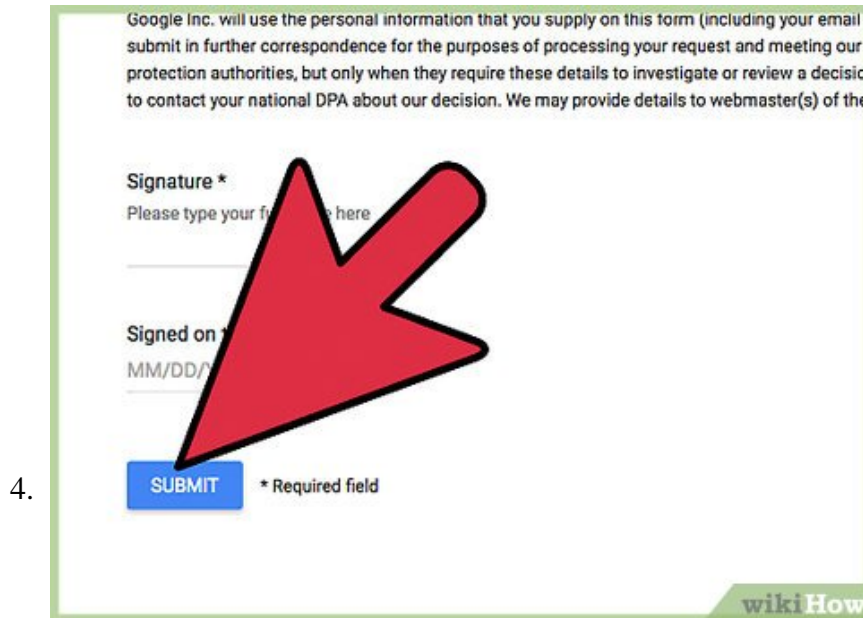 Google Inc. will use the personal information that you supply on this form (including your email
submit in further correspondence for the purposes of processing your request and meeting our
protection authorities, but only when they require these details to investigate or review a
to contact your national DPA about our decision. We may provide details to webmaster(s) of the
Signature *
Please type your here
Signed on
MM/DD/
4.
SUBMIT * Required field
wikiHow